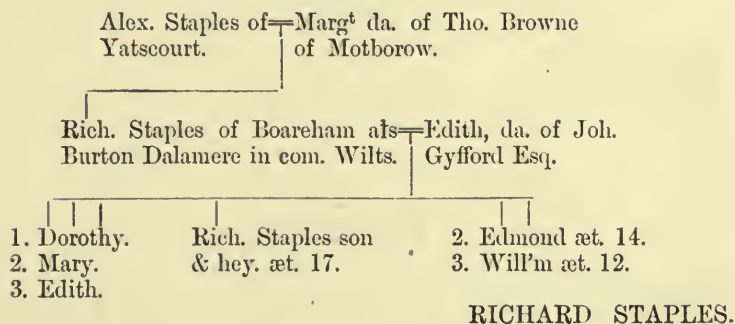 Alex. Staples of Yatscourt.
Margt da. of Tho. Browne of Motborow.
Rich. Staples of Boareham ałs Burton Dalamere in com. Wilts.
Edith, da. of Joh. Gyfford Esq.
1. Dorothy.
2. Mary.
3. Edith.
Rich. Staples son
& hey. æt. 17.
2. Edmond æt. 14.
3. Will'm æt. 12.
RICHARD STAPLES.